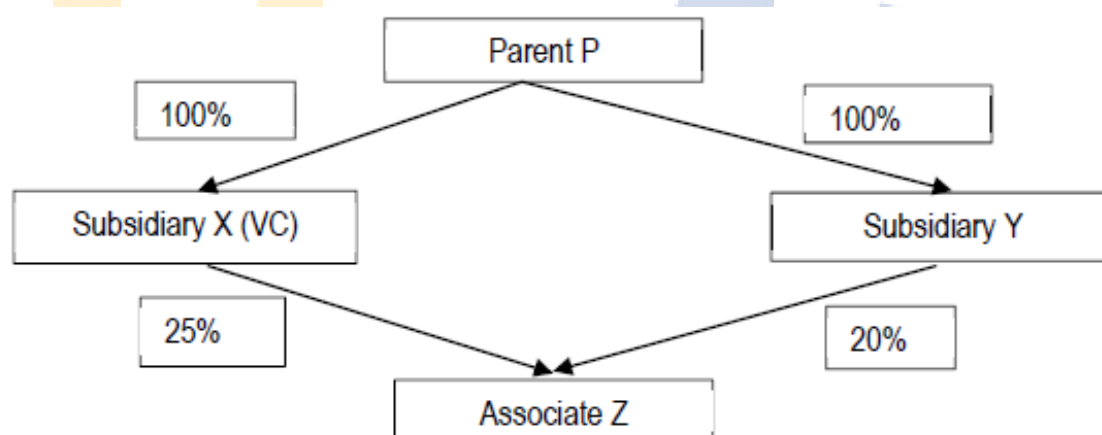 Parent P
100%
100%
Subsidiary X (VC)
Subsidiary Y
25%
20%
Associate Z